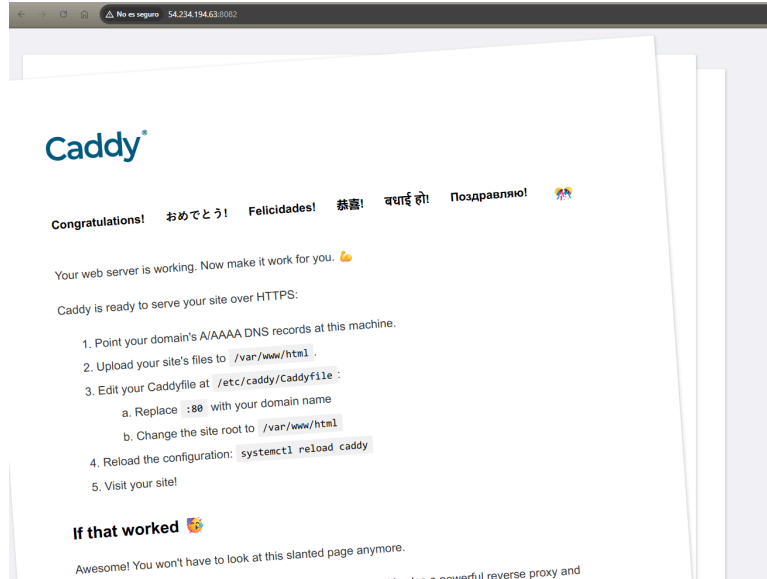 No es seguro 54.234.194.63:8082
Caddy®
Congratulations! おめでとう! Felicidades! 恭喜! बधाई हो! Поздравляю! 🎊
Your web server is working. Now make it work for you. 💪
Caddy is ready to serve your site over HTTPS:
1. Point your domain's A/AAAA DNS records at this machine.
2. Upload your site's files to /var/www/html .
3. Edit your Caddyfile at /etc/caddy/Caddyfile :
a. Replace :80 with your domain name
b. Change the site root to /var/www/html
4. Reload the configuration: systemctl reload caddy
5. Visit your site!
If that worked 🥳
Awesome! You won't have to look at this slanted page anymore.
a powerful reverse proxy and